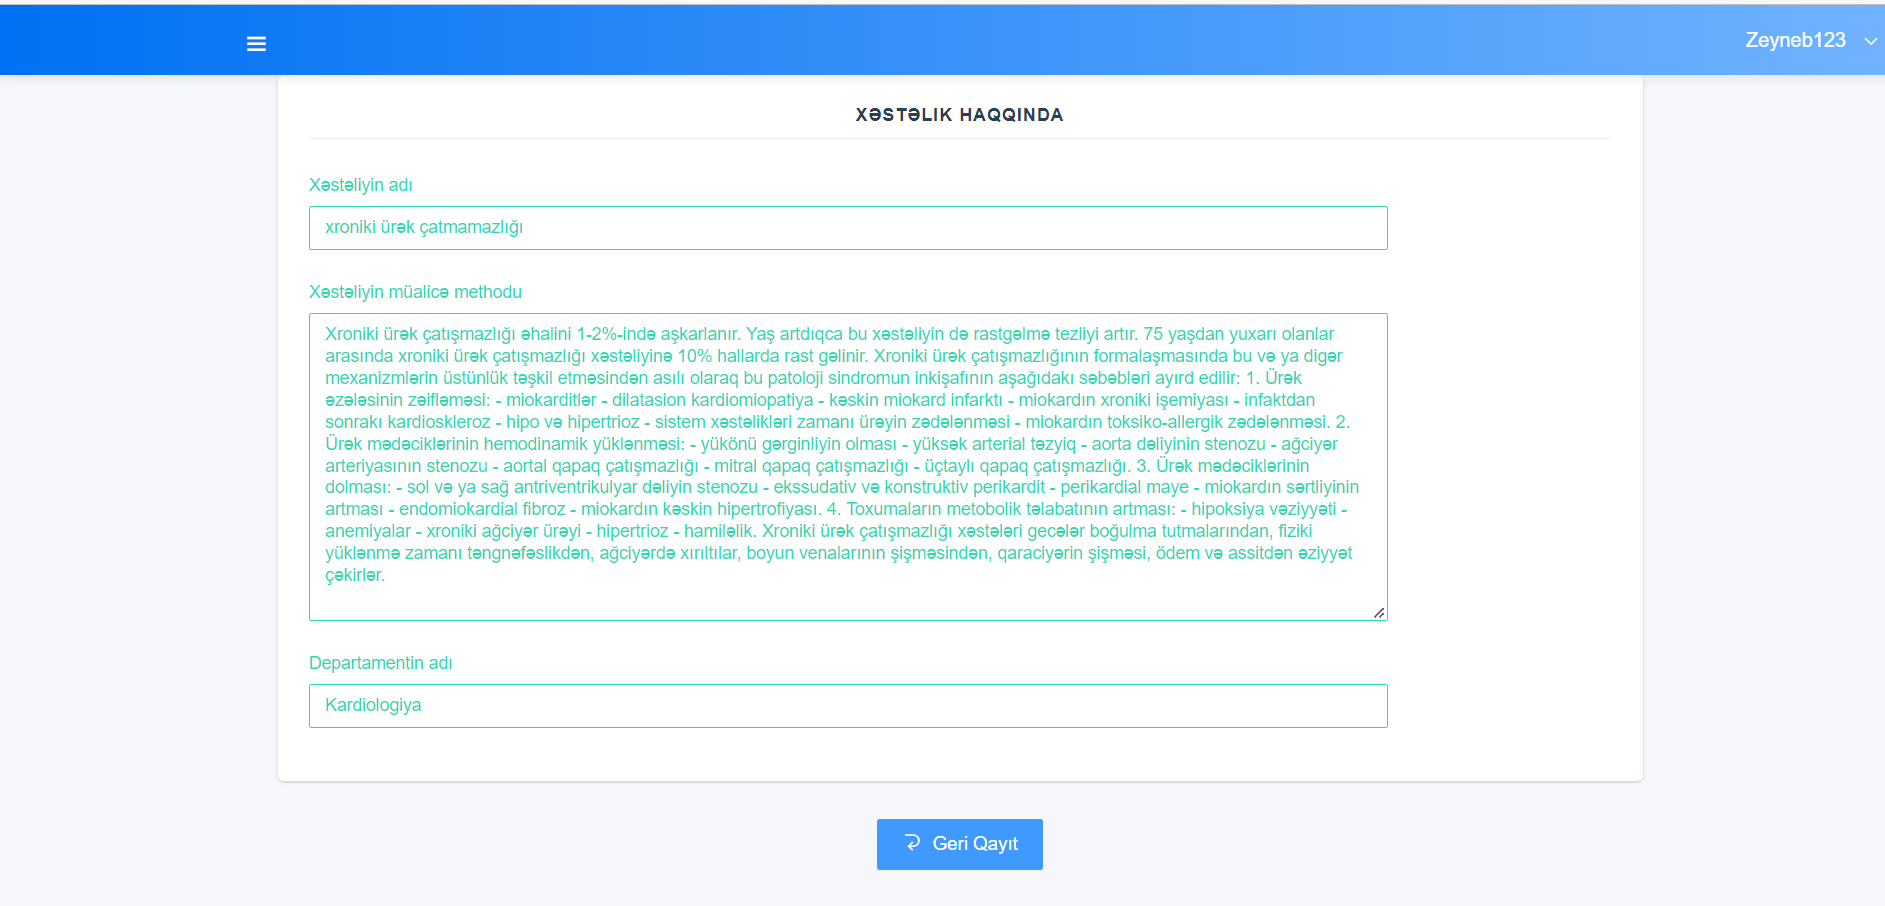 Zeyneb123
XƏSTƏLIK HAQQINDA
Xəstəliyin adı
xroniki ürək çatmamazlığı
Xəstəliyin müalicə methodu
Xroniki ürək çatışmazlığı əhalini 1-2%-ində aşkarlanır. Yaş artdıqca bu xəstəliyin də rastgəlmə tezliyi artır. 75 yaşdan yuxarı olanlar
arasında xroniki ürək çatışmazlığı xəstəliyinə 10% hallarda rast gəlinir. Xroniki ürək çatışmazlığının formalaşmasında bu və ya digər
mexanizmlərin üstünlük təşkil etməsindən asılı olaraq bu patoloji sindromun inkişafının aşağıdakı səbəbləri ayırd edilir: 1. Ürək
əzələsinin zəifləməsi: - miokarditlər - dilatasion kardiomiopatiya - kəskin miokard infarktı - miokardın xroniki işemiyası - infaktdan
sonrakı kardioskleroz - hipo və hipertrioz - sistem xəstəlikləri zamanı ürəyin zədələnməsi - miokardın toksiko-allergik zədələnməsi. 2.
Ürək mədəciklərinin hemodinamik yüklənməsi: - yükönü gərginliyin olması - yüksək arterial təzyiq - aorta dəliyinin stenozu - ağciyər
arteriyasının stenozu - aortal qapaq çatışmazlığı - mitral qapaq çatışmazlığı - üçtaylı qapaq çatışmazlığı. 3. Ürək mədəciklərinin
dolması: - sol və ya sağ antriventrikulyar dəliyin stenozu - ekssudativ və konstruktiv perikardit - perikardial maye - miokardın sərtliyinin
artması - endomiokardial fibroz - miokardın kəskin hipertrofiyası. 4. Toxumaların metobolik təlabatının artması: - hipoksiya vəziyyəti -
anemiyalar - xroniki ağciyər ürəyi - hipertrioz - hamiləlik. Xroniki ürək çatışmazlığı xəstələri gecələr boğulma tutmalarından, fiziki
yüklənmə zamanı təngnəfəslikdən, ağciyərdə xırıltılar, boyun venalarının şişməsindən, qaraciyərin şişməsi, ödem və assitdən əziyyət
çəkirlər.
Departamentin adı
Kardiologiya
Geri Qayıt